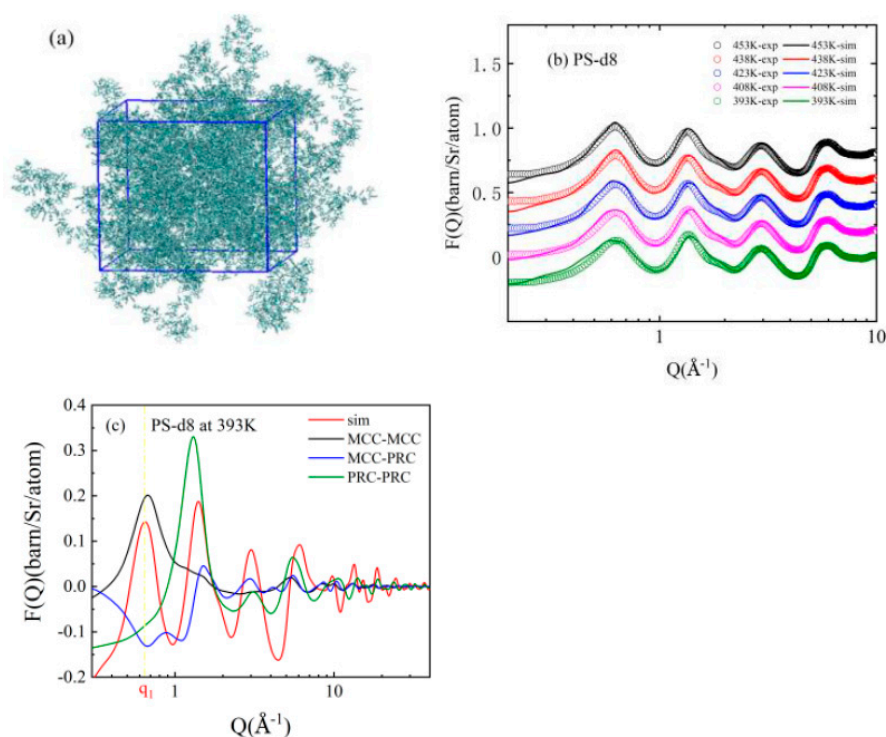 (a)
(b) PS-d8
453K-exp 453K-sim
438K-exp 438K-sim
423K-exp 423K-sim
408K-exp 408K-sim
393K-exp 393K-sim
F(Q)(barn/Sr/atom)
1.5
1.0
0.5
0
1 10
Q(Å⁻¹)
(c) PS-d8 at 393K
sim
MCC-MCC
MCC-PRC
PRC-PRC
F(Q)(barn/Sr/atom)
0.4
0.3
0.2
0.1
0.0
-0.1
-0.2
q₁ 1 10
Q(Å⁻¹)